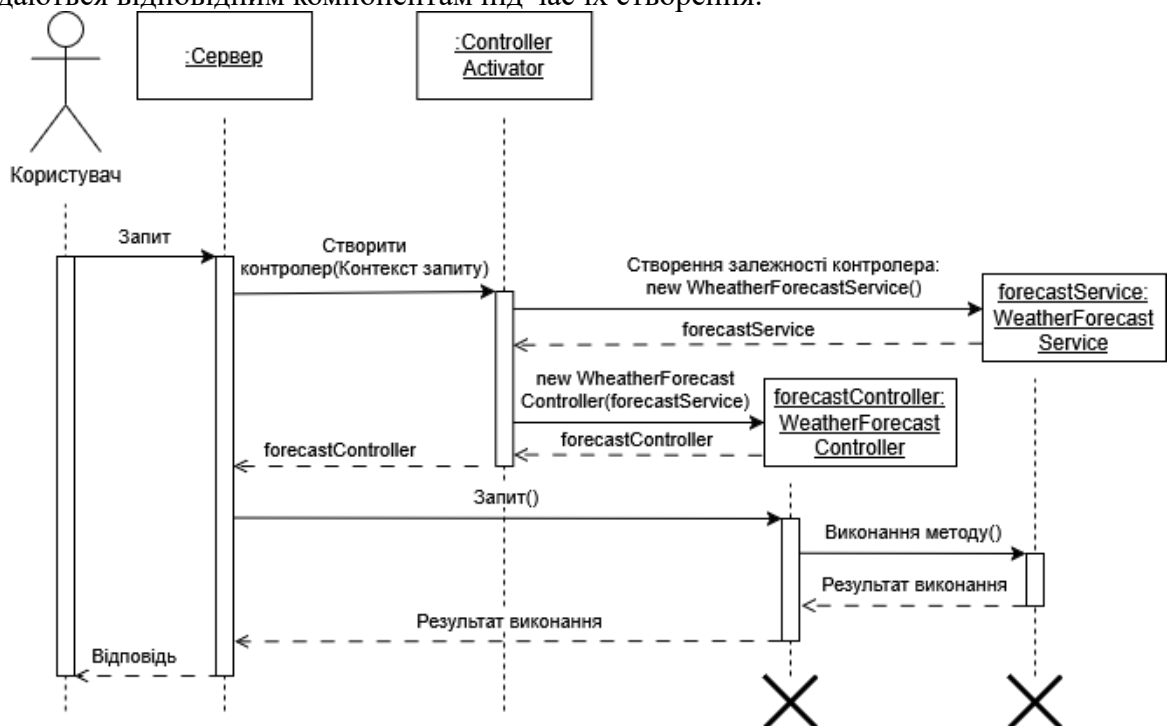 даються відповідним компонентам під час їх створення.
:Сервер
:Controller
Activator
Користувач
Запит
Створити
контролер(Контекст запиту)
Створення залежності контролера:
new WheatherForecastService()
forecastService:
WeatherForecast
Service
forecastService
new WheatherForecast
Controller(forecastService)
forecastController:
WeatherForecast
Controller
forecastController
forecastController
Запит()
Виконання методу()
Результат виконання
Результат виконання
Відповідь